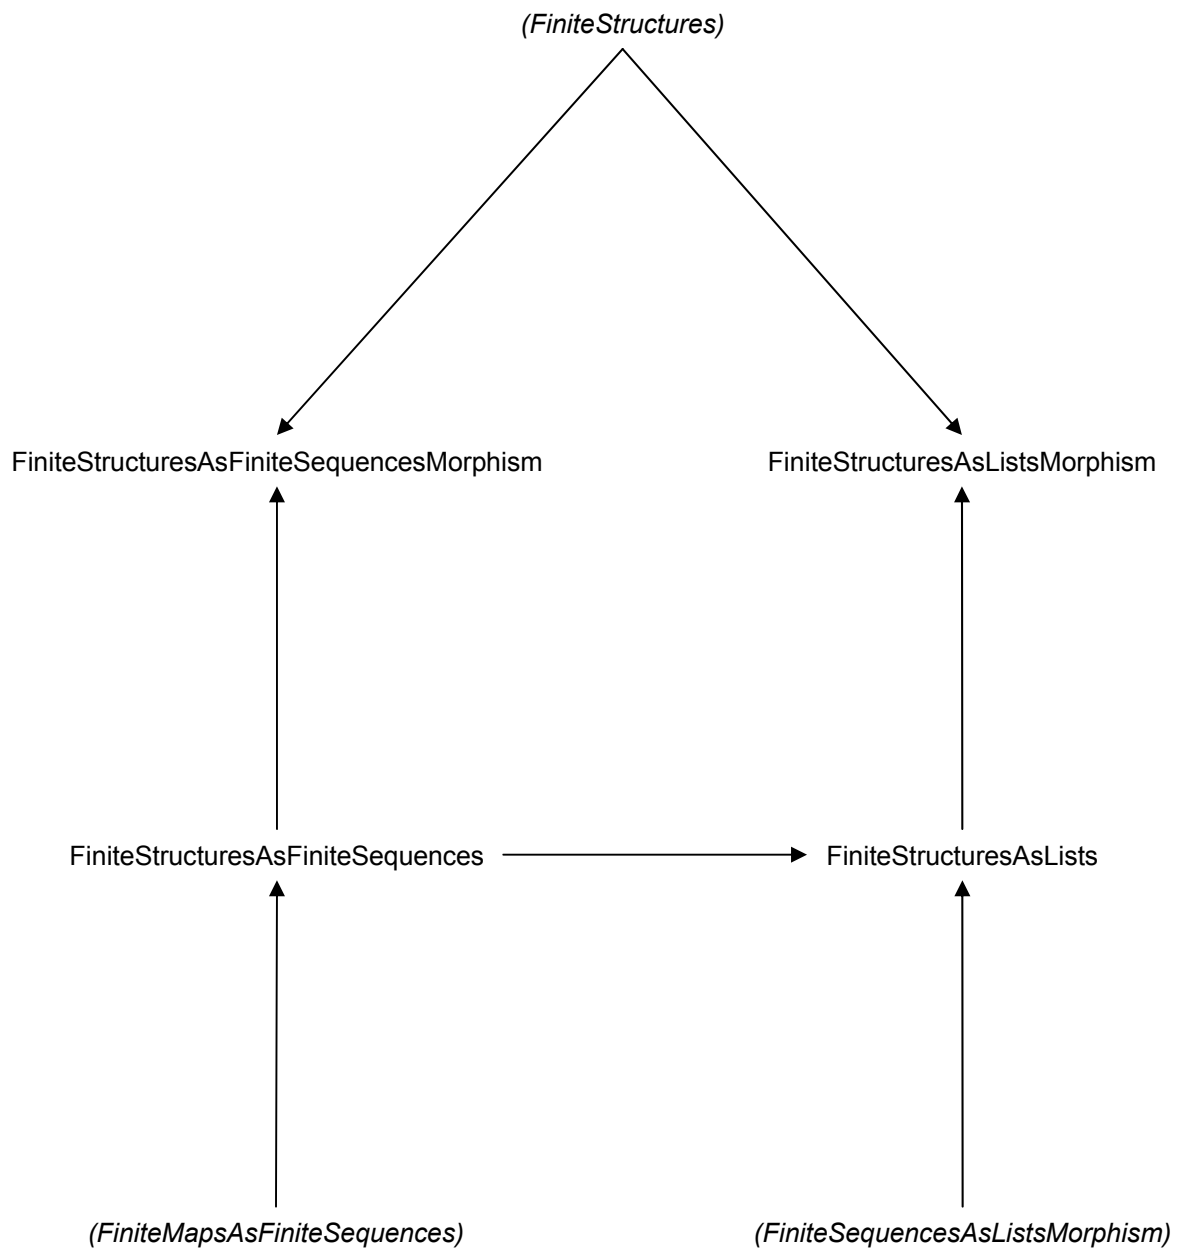 (FiniteStructures)
FiniteStructuresAsFiniteSequencesMorphism
FiniteStructuresAsListsMorphism
FiniteStructuresAsFiniteSequences
FiniteStructuresAsLists
(FiniteMapsAsFiniteSequences)
(FiniteSequencesAsListsMorphism)